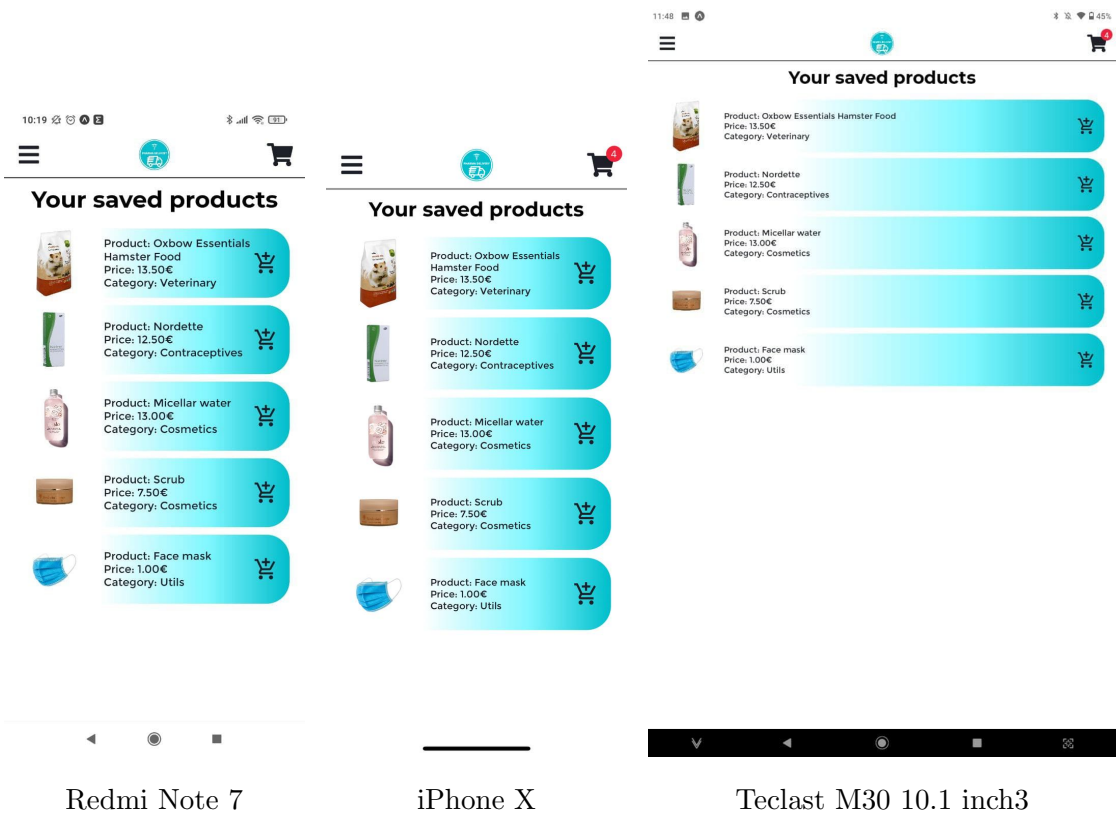 10:19
91
Your saved products
Product: Oxbow Essentials
Hamster Food
Price: 13.50€
Category: Veterinary
Product: Nordette
Price: 12.50€
Category: Contraceptives
Product: Micellar water
Price: 13.00€
Category: Cosmetics
Product: Scrub
Price: 7.50€
Category: Cosmetics
Product: Face mask
Price: 1.00€
Category: Utils
Redmi Note 7
4
Your saved products
Product: Oxbow Essentials
Hamster Food
Price: 13.50€
Category: Veterinary
Product: Nordette
Price: 12.50€
Category: Contraceptives
Product: Micellar water
Price: 13.00€
Category: Cosmetics
Product: Scrub
Price: 7.50€
Category: Cosmetics
Product: Face mask
Price: 1.00€
Category: Utils
iPhone X
11:48
45%
4
Your saved products
Product: Oxbow Essentials Hamster Food
Price: 13.50€
Category: Veterinary
Product: Nordette
Price: 12.50€
Category: Contraceptives
Product: Micellar water
Price: 13.00€
Category: Cosmetics
Product: Scrub
Price: 7.50€
Category: Cosmetics
Product: Face mask
Price: 1.00€
Category: Utils
Teclast M30 10.1 inch3